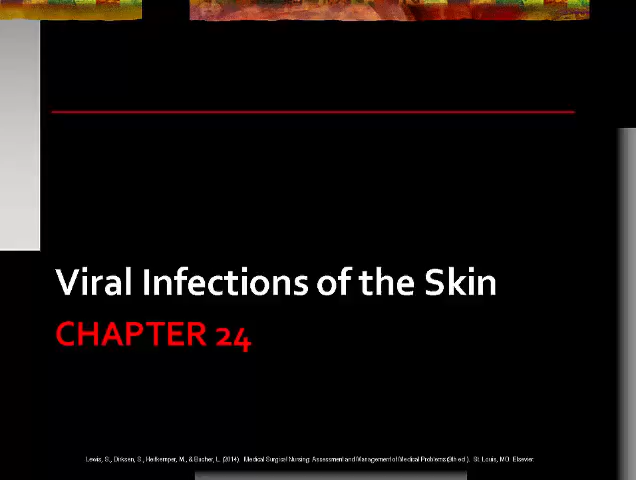 Viral Infections of the Skin
CHAPTER 24
Lewis, S., Dirksen, S., Heitkemper, M., & Bucher, L. (2014). Medical Surgical Nursing: Assessment and Management of Medical Problems (9th ed.). St. Louis, MO: Elsevier.